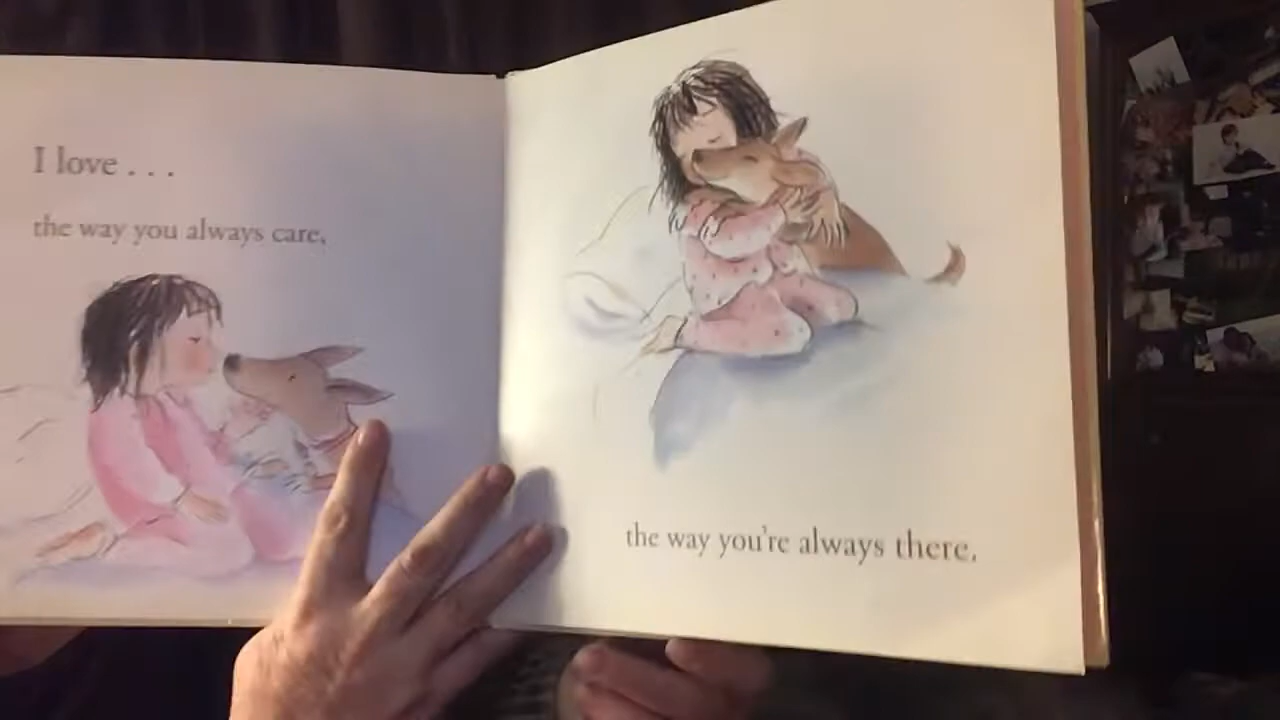 I love . . .
the way you always care,
the way you're always there.